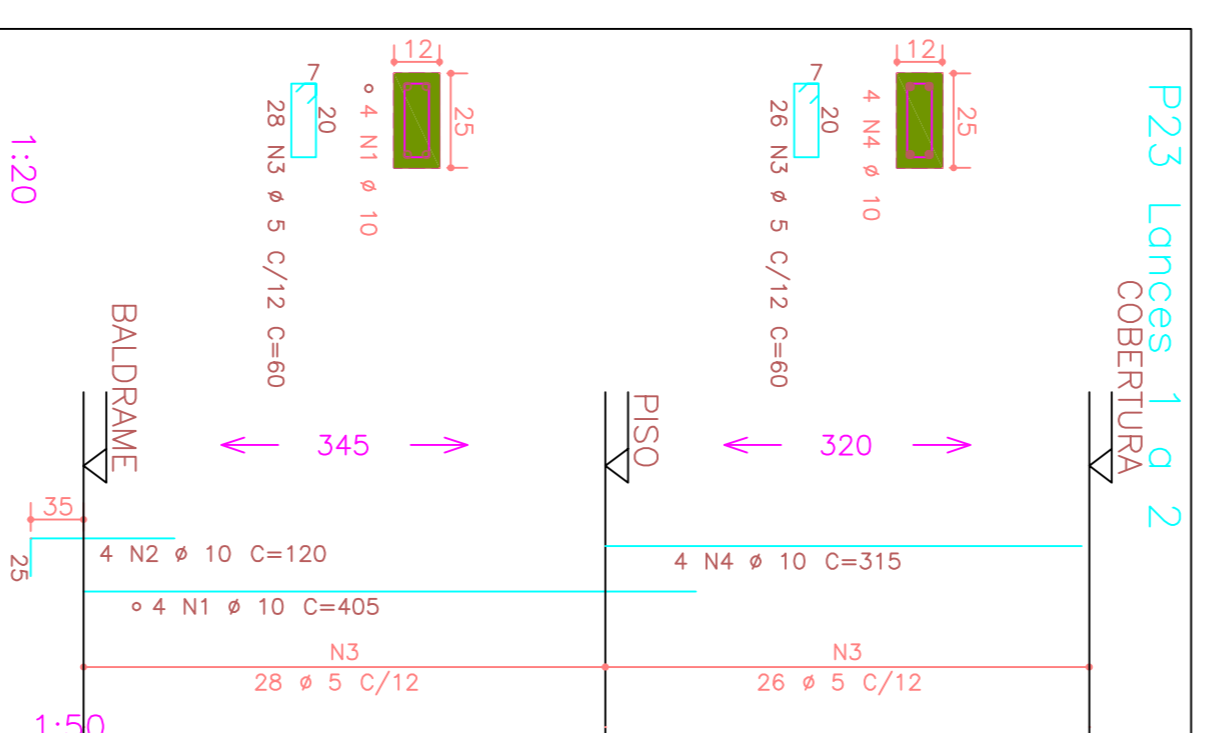 P23 Lances 1 a 2
COBERTURA
12
25
4 N4 ø 10
7
20
26 N3 ø 5 C/12 C=60
320
PISO
12
25
4 N1 ø 10
7
20
28 N3 ø 5 C/12 C=60
345
BALDRAME
1:20
35
25
4 N2 ø 10 C=120
4 N1 ø 10 C=405
4 N4 ø 10 C=315
N3
28 ø 5 C/12
N3
26 ø 5 C/12
1:50